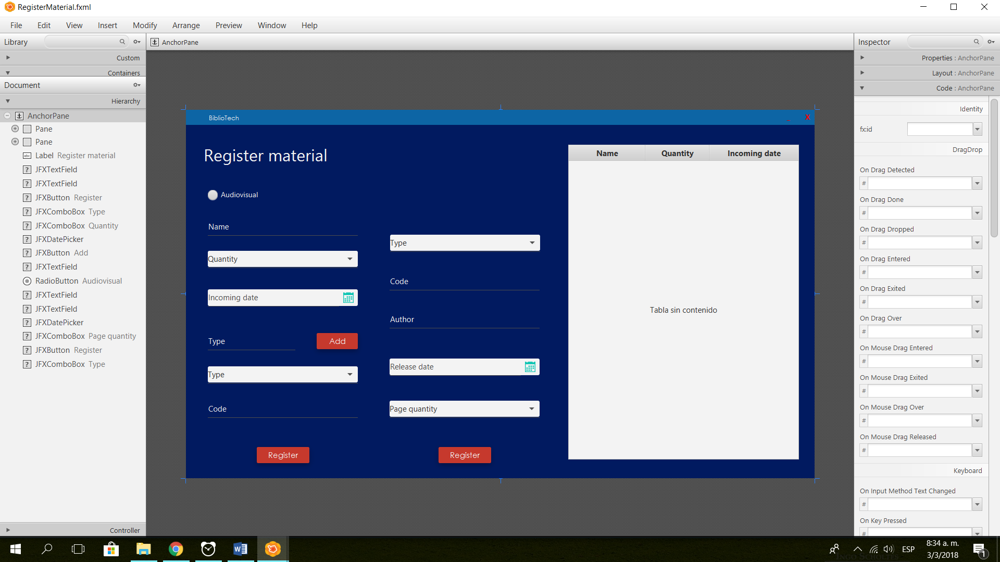 RegisterMaterial.fxml
File Edit View Insert Modify Arrange Preview Window Help
Library
Custom
Containers
Document
Hierarchy
AnchorPane
Pane
Pane
abc Label Register material
? JFXTextField
? JFXTextField
? JFXButton Register
? JFXComboBox Type
? JFXComboBox Quantity
? JFXDatePicker
? JFXButton Add
? JFXTextField
RadioButton Audiovisual
? JFXTextField
? JFXTextField
? JFXDatePicker
? JFXComboBox Page quantity
? JFXButton Register
? JFXComboBox Type
Controller
AnchorPane
BiblioTech X
Register material
Audiovisual
Name
Quantity
Incoming date
Type Add
Type
Code
Register
Type
Code
Author
Release date
Page quantity
Register
Name Quantity Incoming date
Tabla sin contenido
Inspector
Properties : AnchorPane
Layout : AnchorPane
Code : AnchorPane
Identity
fx:id
DragDrop
On Drag Detected
#
On Drag Done
#
On Drag Dropped
#
On Drag Entered
#
On Drag Exited
#
On Drag Over
#
On Mouse Drag Entered
#
On Mouse Drag Exited
#
On Mouse Drag Over
#
On Mouse Drag Released
#
Keyboard
On Input Method Text Changed
#
On Key Pressed
#
ESP
8:34 a. m.
3/3/2018
1